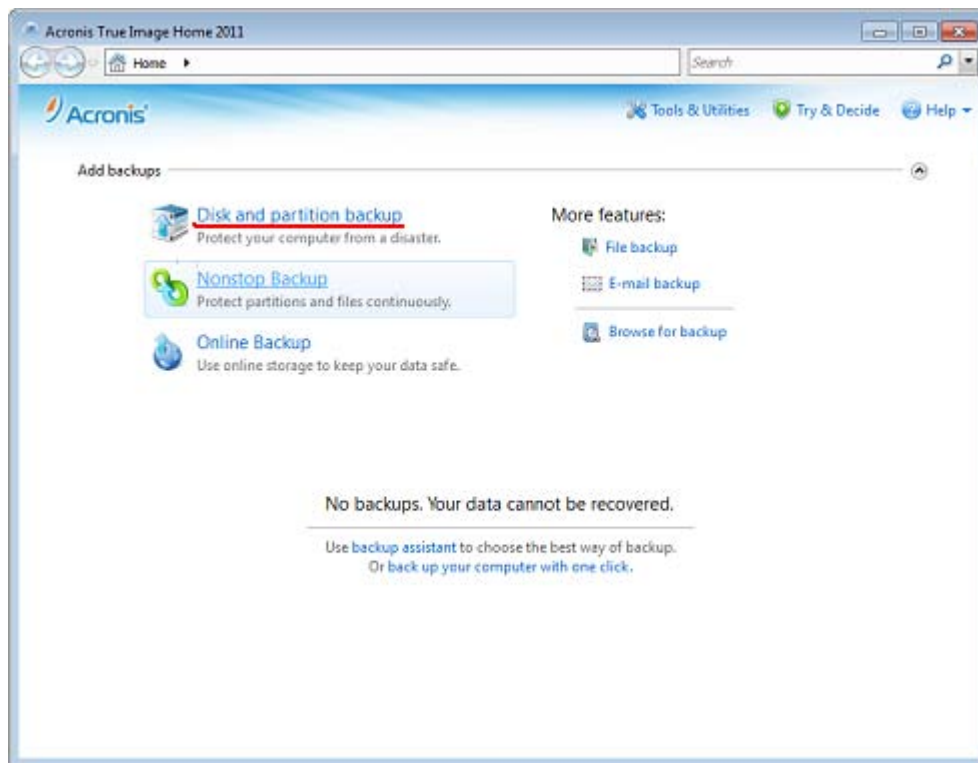 Acronis True Image Home 2011
Home
Search
Acronis
Tools & Utilities
Try & Decide
Help
Add backups
Disk and partition backup
Protect your computer from a disaster.
Nonstop Backup
Protect partitions and files continuously.
Online Backup
Use online storage to keep your data safe.
More features:
File backup
E-mail backup
Browse for backup
No backups. Your data cannot be recovered.
Use backup assistant to choose the best way of backup.
Or back up your computer with one click.